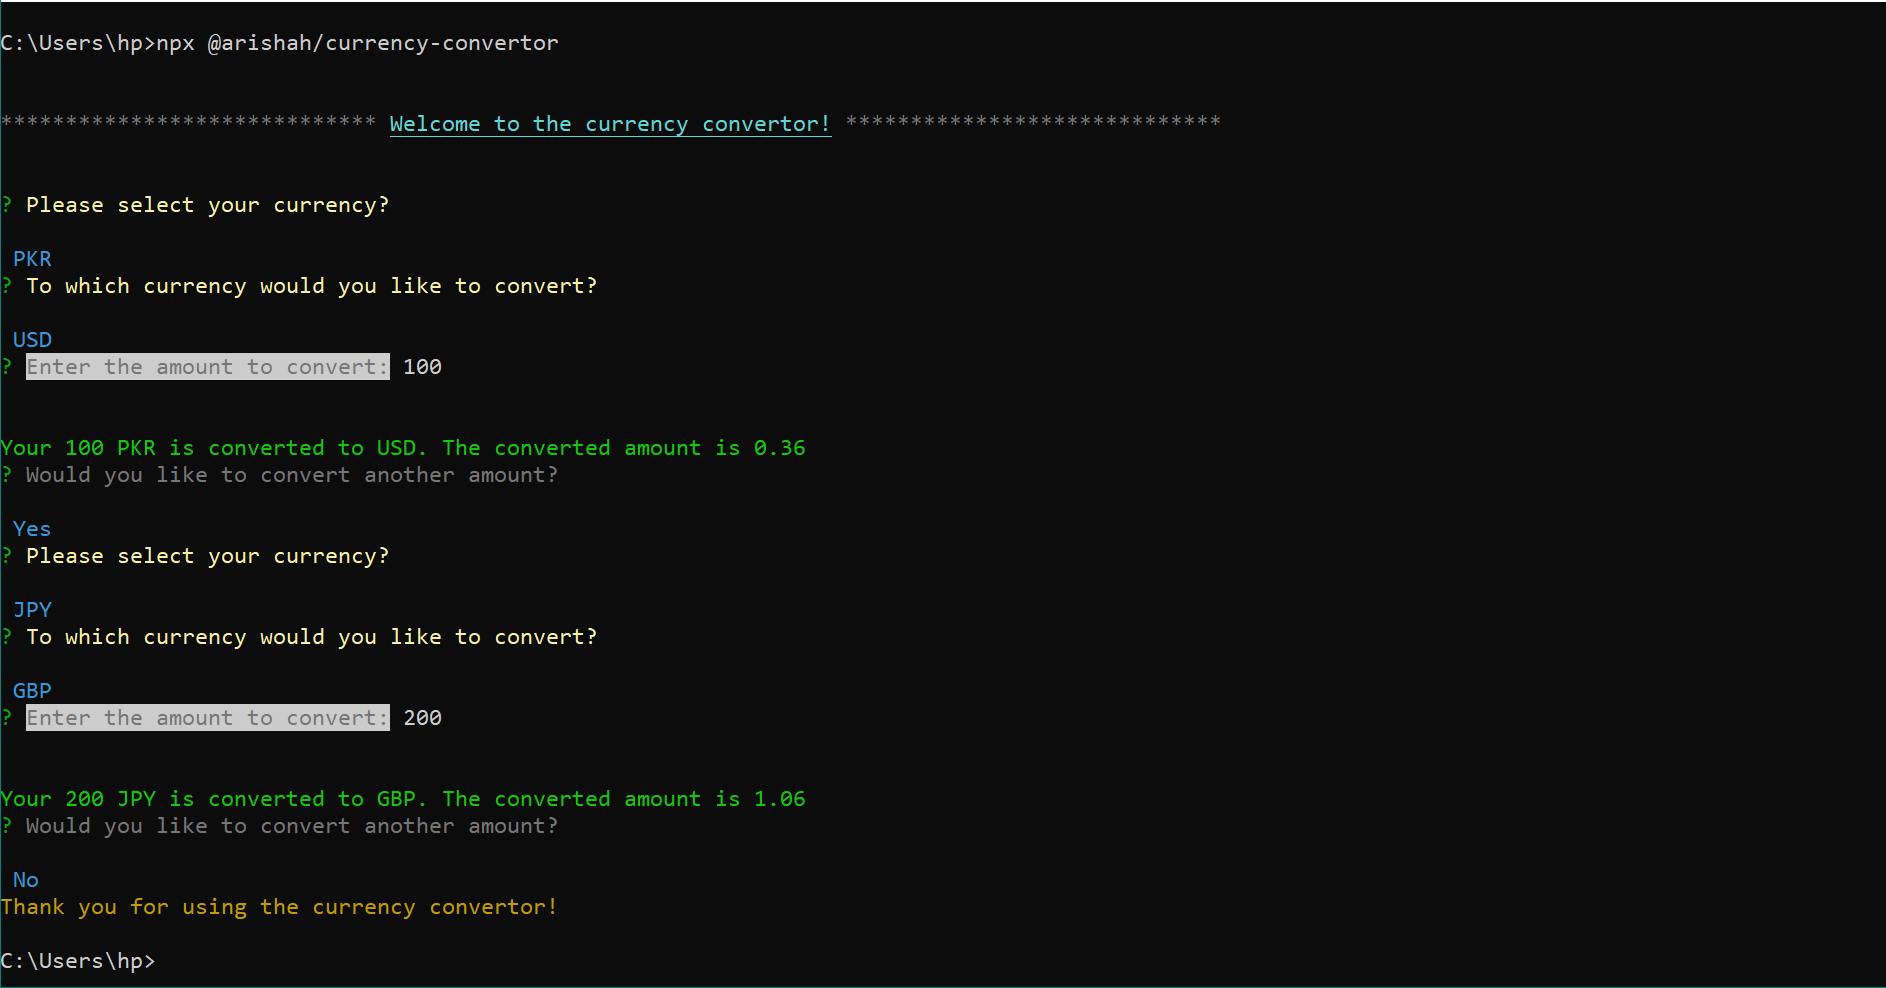 C:\Users\hp>npx @arishah/currency-convertor
***************************** Welcome to the currency convertor! *****************************
? Please select your currency?
PKR
? To which currency would you like to convert?
USD
? Enter the amount to convert: 100
Your 100 PKR is converted to USD. The converted amount is 0.36
? Would you like to convert another amount?
Yes
? Please select your currency?
JPY
? To which currency would you like to convert?
GBP
? Enter the amount to convert: 200
Your 200 JPY is converted to GBP. The converted amount is 1.06
? Would you like to convert another amount?
No
Thank you for using the currency convertor!
C:\Users\hp>